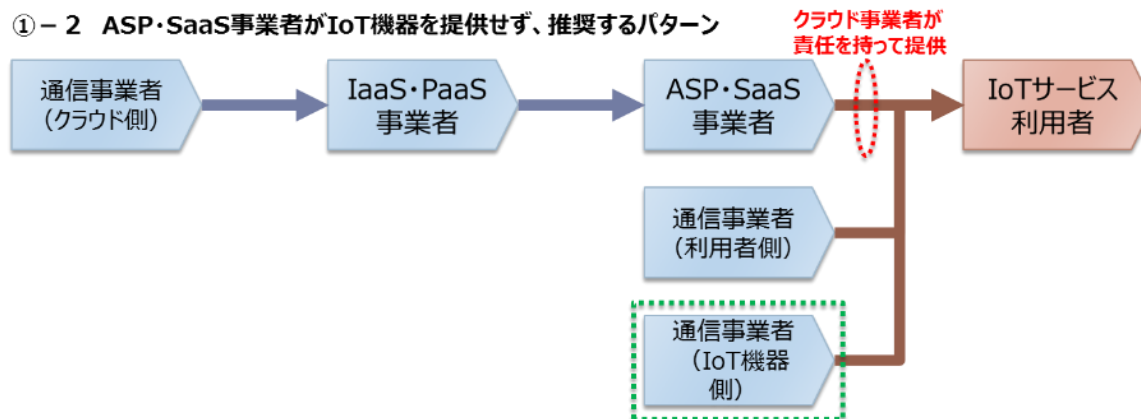 ①－２ ASP・SaaS事業者がIoT機器を提供せず、推奨するパターン
クラウド事業者が
責任を持って提供
通信事業者
（クラウド側）
IaaS・PaaS
事業者
ASP・SaaS
事業者
IoTサービス
利用者
通信事業者
（利用者側）
通信事業者
（IoT機器
側）